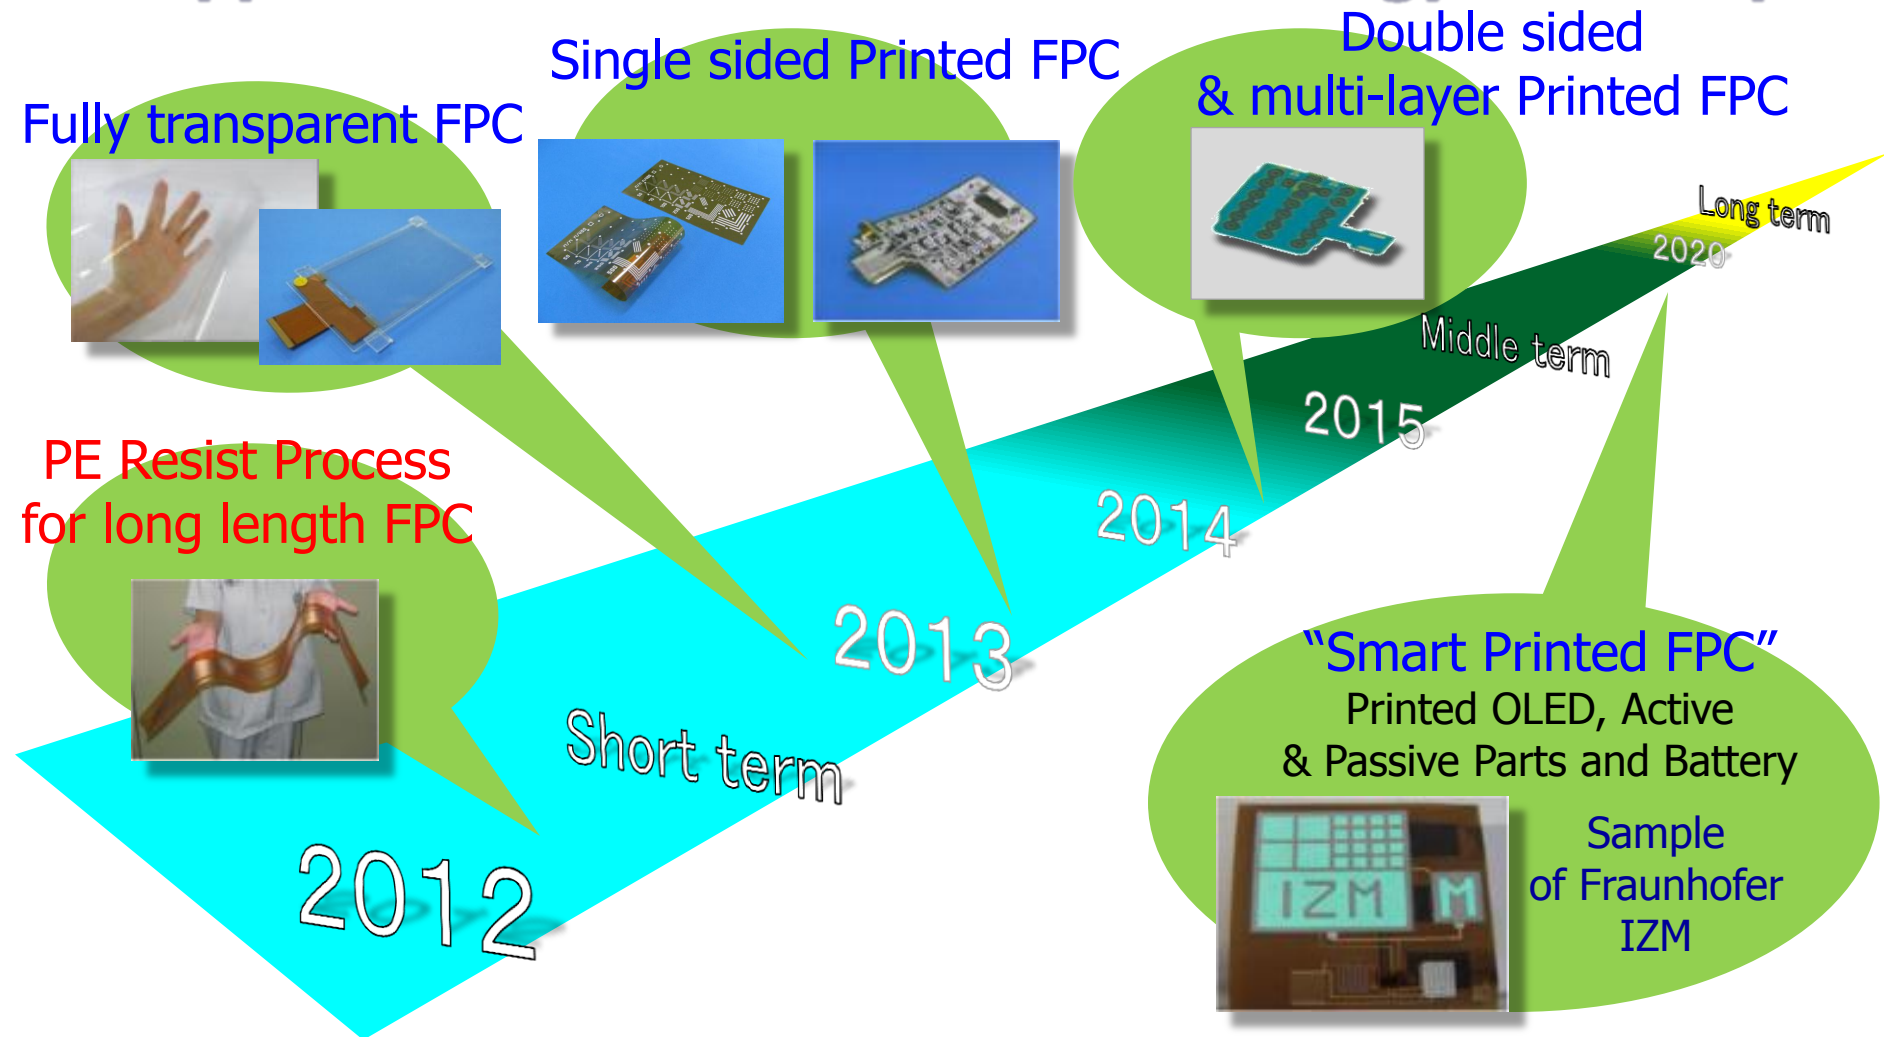 Single sided Printed FPC
Double sided
& multi-layer Printed FPC
Fully transparent FPC
Long term
2020
Middle term
2015
PE Resist Process
for long length FPC
2014
2013
Short term
2012
“Smart Printed FPC”
Printed OLED, Active
& Passive Parts and Battery
Sample
of Fraunhofer
IZM
IZM
M